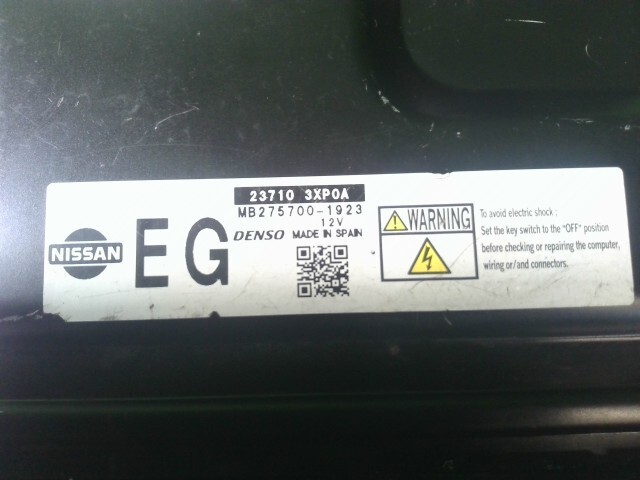 NISSAN
EG
23710 3XP0A
MB275700-1923
12V
DENSO MADE IN SPAIN
WARNING
To avoid electric shock :
Set the key switch to the "OFF" position
before checking or repairing the computer,
wiring or/and connectors.